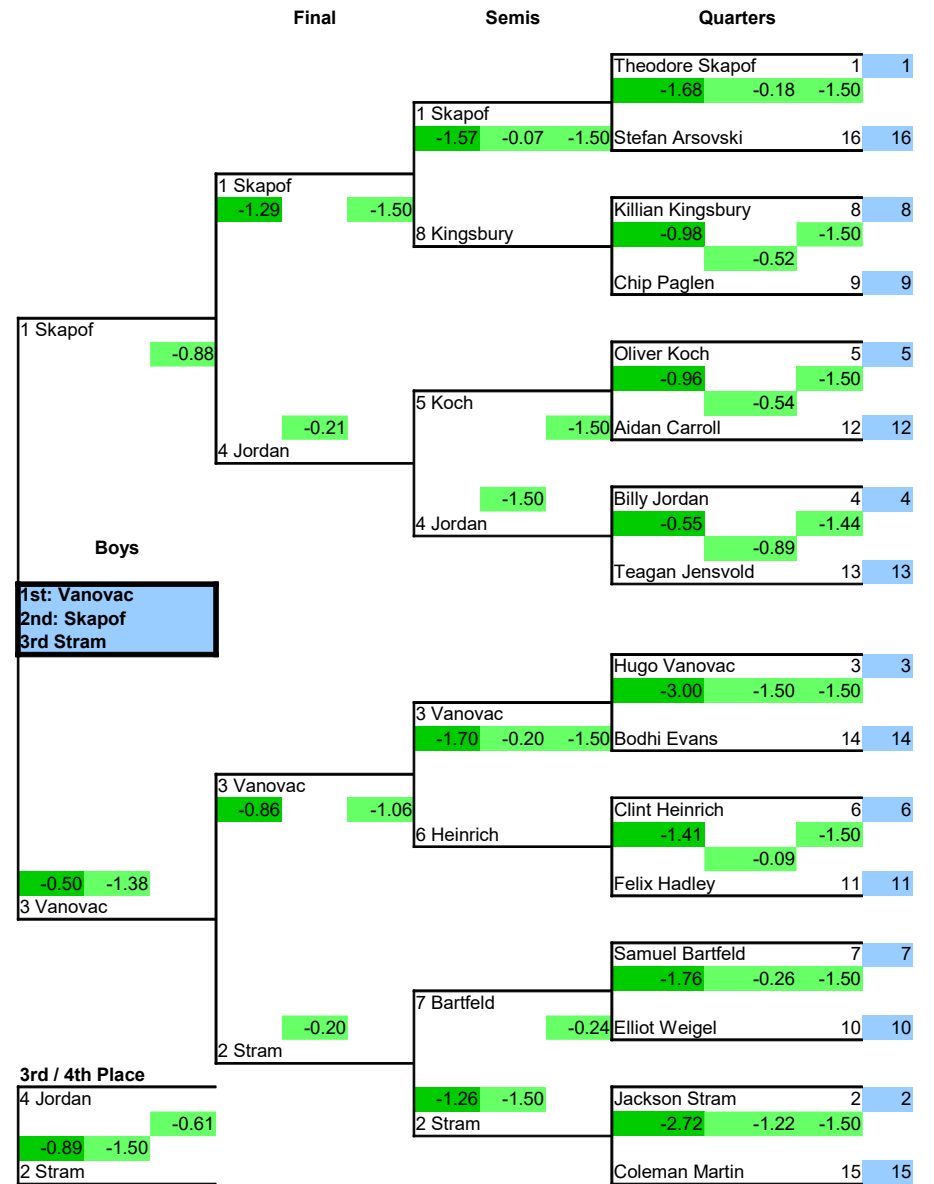 Final Semis Quarters
Theodore Skapof 1 1
-1.68 -0.18 -1.50
1 Skapof
-1.57 -0.07 -1.50 Stefan Arsovski 16 16
1 Skapof
-1.29 -1.50 Killian Kingsbury 8 8
8 Kingsbury -0.98 -1.50
-0.52
Chip Paglen 9 9
1 Skapof
-0.88 Oliver Koch 5 5
-0.96 -1.50
5 Koch -0.54
-0.21 -1.50 Aidan Carroll 12 12
4 Jordan
-1.50 Billy Jordan 4 4
4 Jordan -0.55 -1.44
Boys -0.89
Teagan Jensvold 13 13
1st: Vanovac
2nd: Skapof
3rd Stram
Hugo Vanovac 3 3
-3.00 -1.50 -1.50
3 Vanovac
-1.70 -0.20 -1.50 Bodhi Evans 14 14
3 Vanovac
-0.86 -1.06 Clint Heinrich 6 6
6 Heinrich -1.41 -1.50
-0.09
-0.50 -1.38 Felix Hadley 11 11
3 Vanovac
Samuel Bartfeld 7 7
-1.76 -0.26 -1.50
7 Bartfeld
-0.20 -0.24 Elliot Weigel 10 10
2 Stram
3rd / 4th Place
4 Jordan -1.26 -1.50 Jackson Stram 2 2
-0.61 2 Stram -2.72 -1.22 -1.50
-0.89 -1.50
2 Stram Coleman Martin 15 15